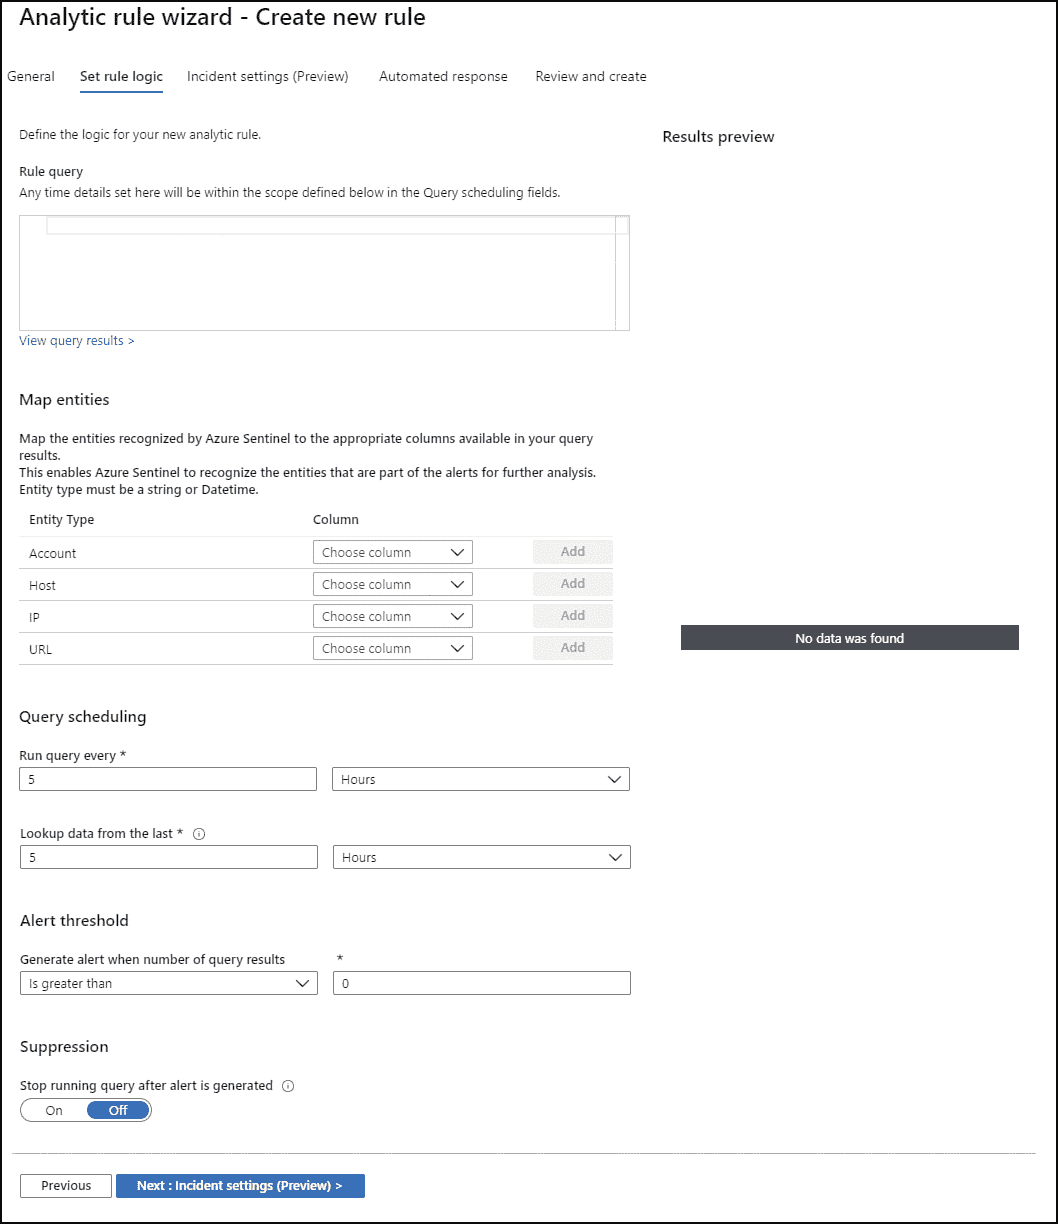 Analytic rule wizard - Create new rule
General Set rule logic Incident settings (Preview) Automated response Review and create
Define the logic for your new analytic rule.
Rule query
Any time details set here will be within the scope defined below in the Query scheduling fields.
View query results >
Map entities
Map the entities recognized by Azure Sentinel to the appropriate columns available in your query
results.
This enables Azure Sentinel to recognize the entities that are part of the alerts for further analysis.
Entity type must be a string or Datetime.
Entity Type Column
Account Choose column Add
Host Choose column Add
IP Choose column Add
URL Choose column Add
Query scheduling
Run query every *
5 Hours
Lookup data from the last *
5 Hours
Alert threshold
Generate alert when number of query results *
Is greater than 0
Suppression
Stop running query after alert is generated
On Off
Previous Next : Incident settings (Preview) >
Results preview
No data was found